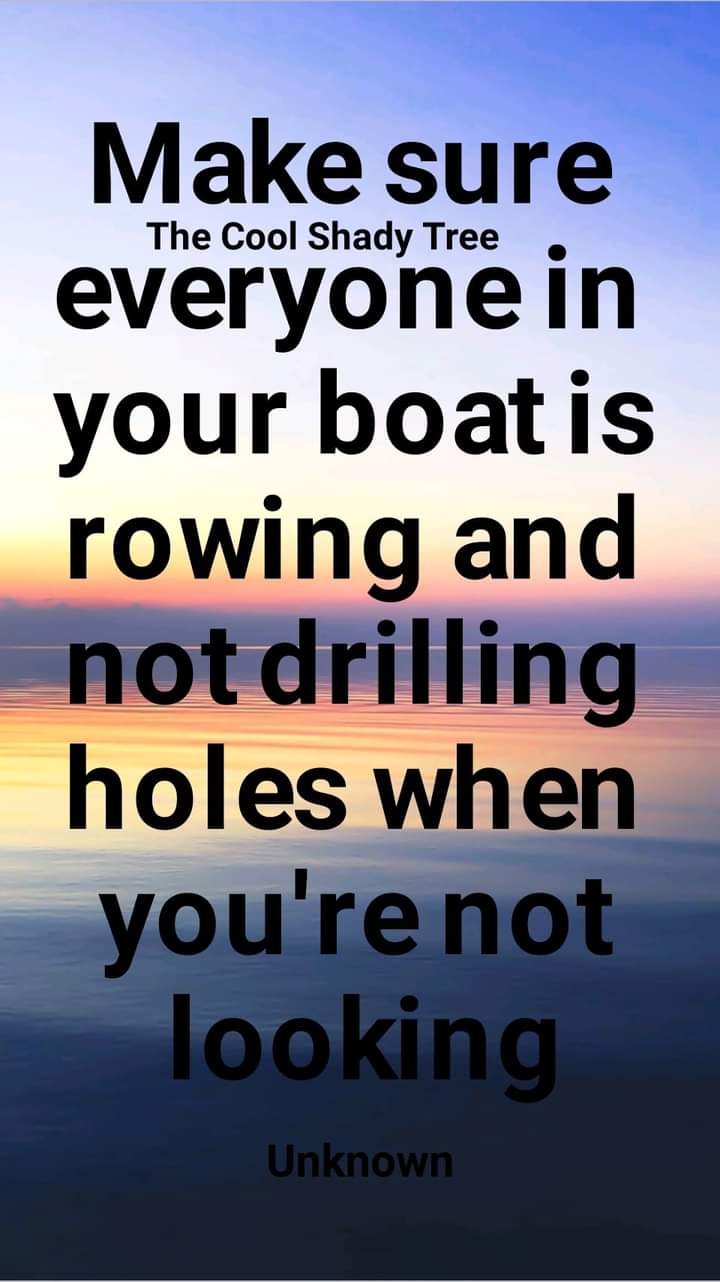 Make sure
The Cool Shady Tree
everyone in
your boat is
rowing and
not drilling
holes when
you're not
looking
Unknown